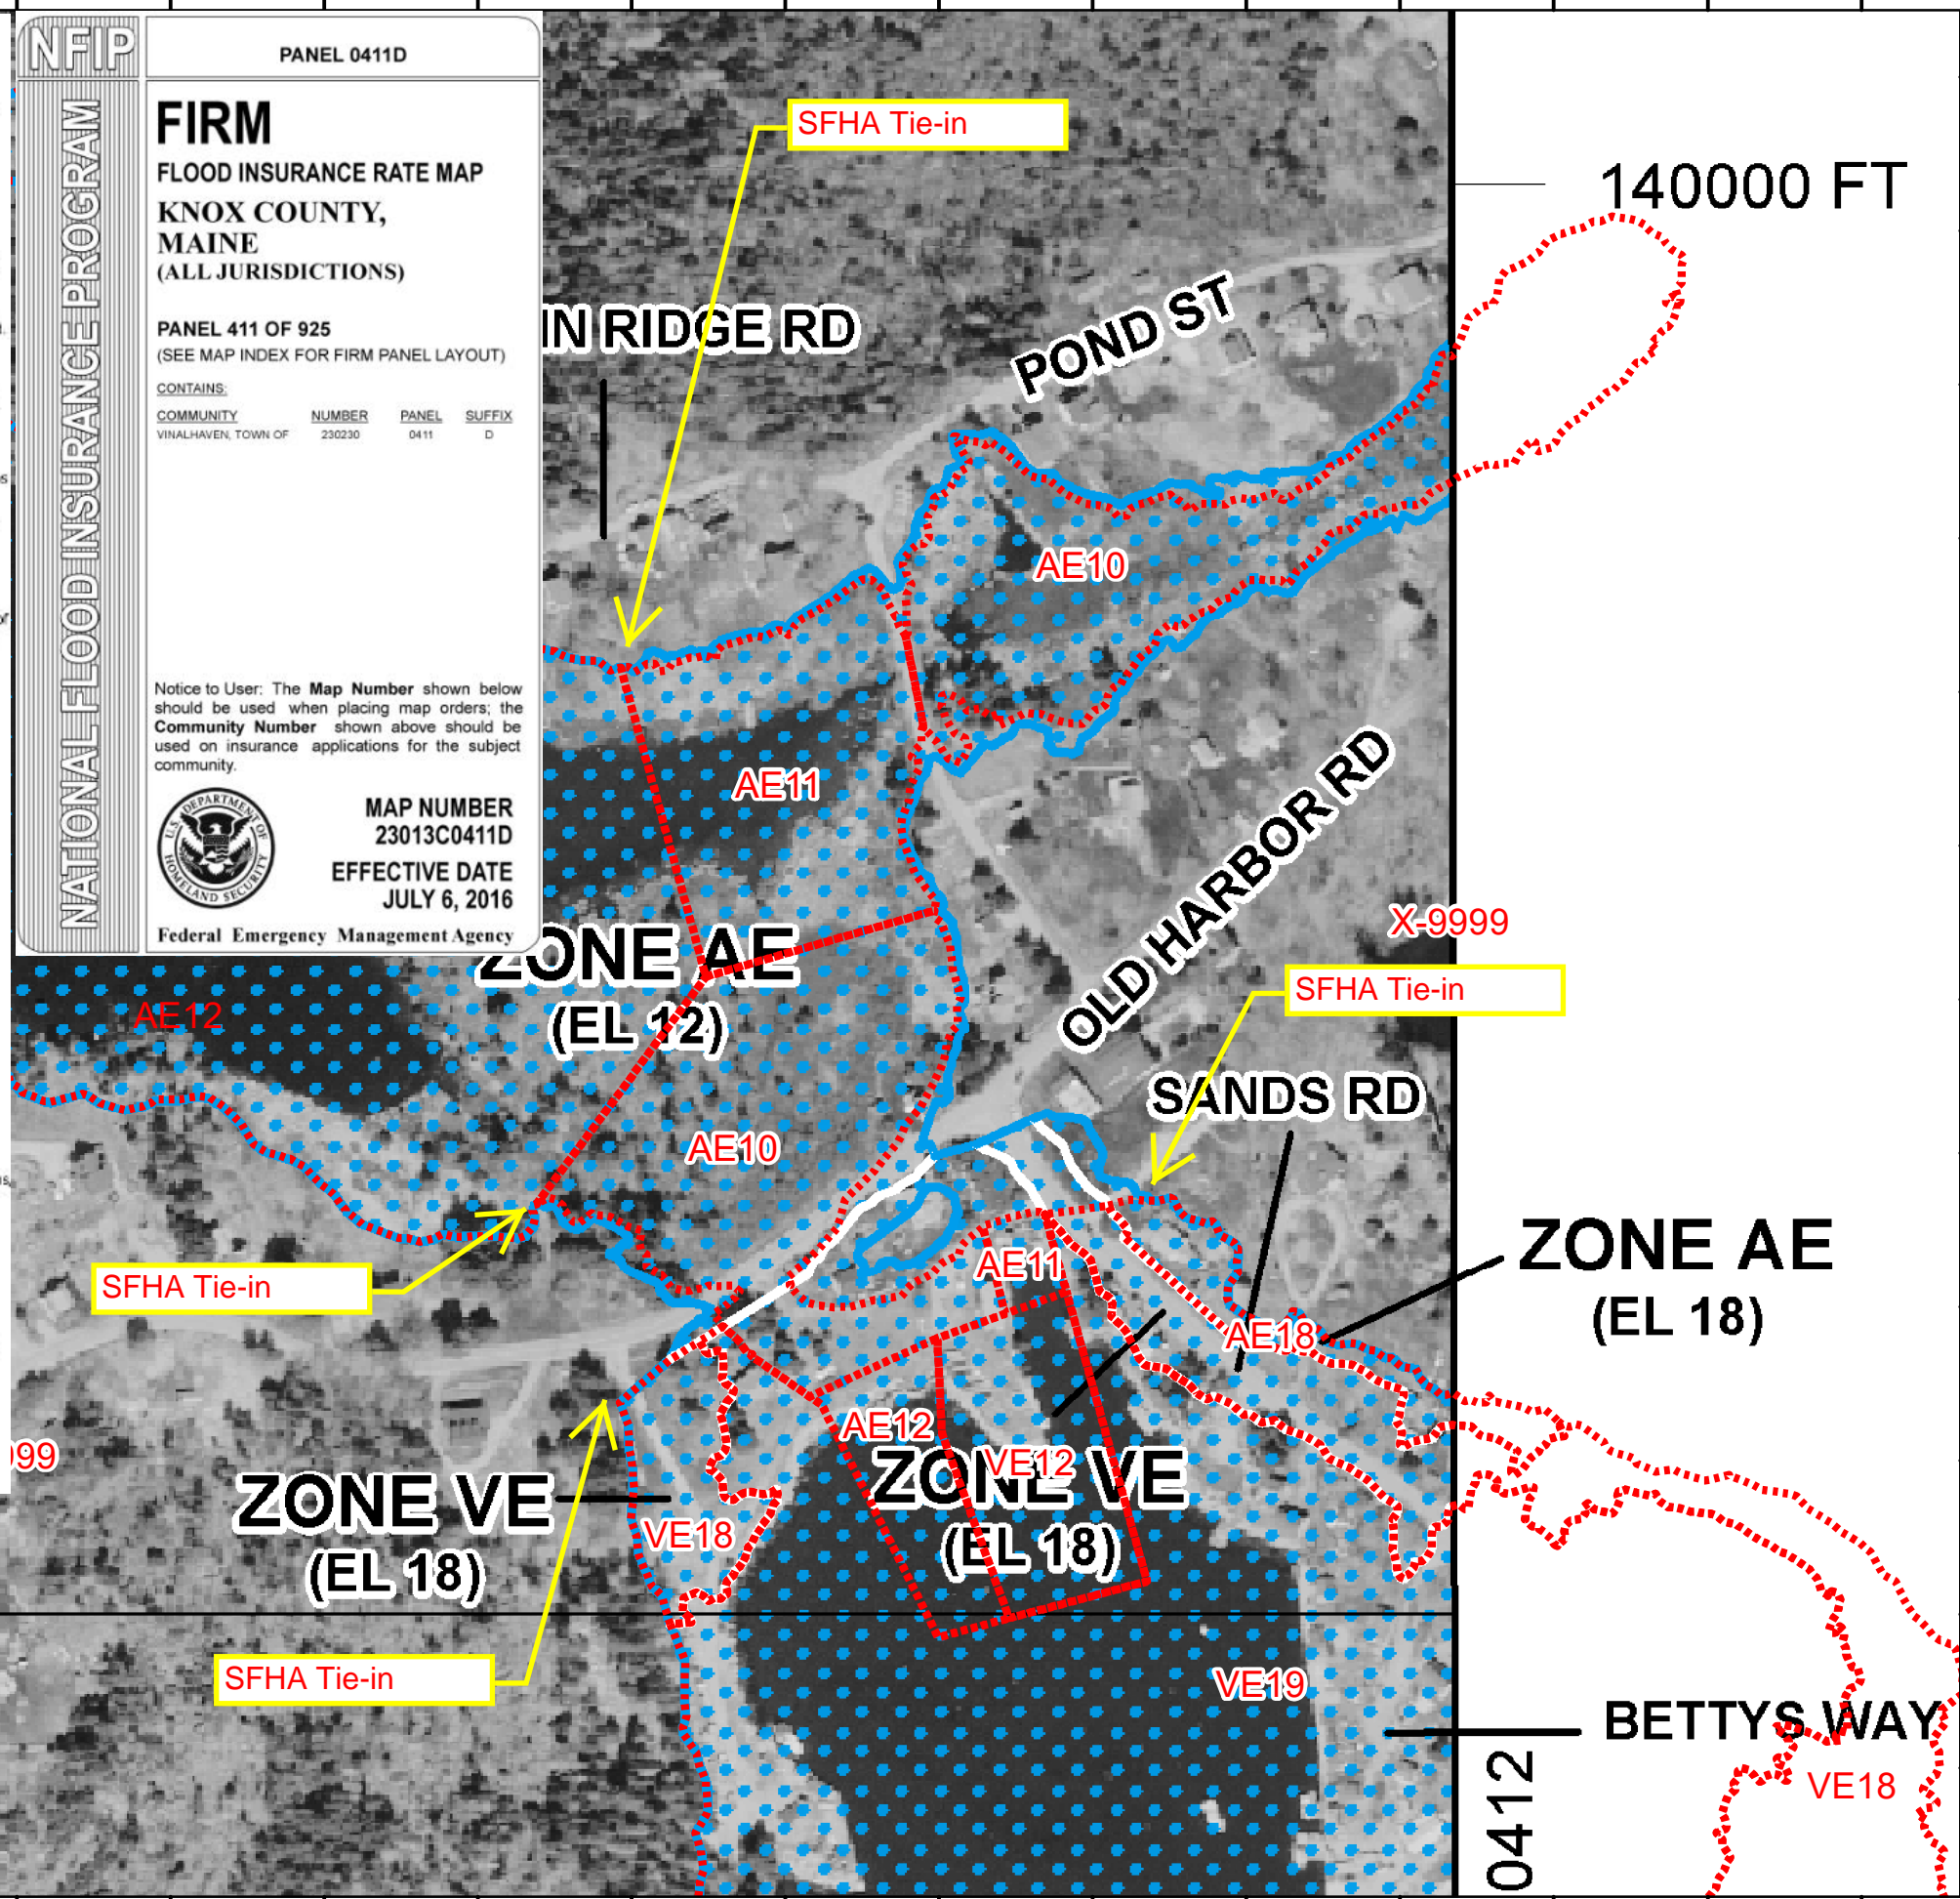 NFIP
NATIONAL FLOOD INSURANCE PROGRAM
PANEL 0411D
FIRM
FLOOD INSURANCE RATE MAP
KNOX COUNTY,
MAINE
(ALL JURISDICTIONS)
PANEL 411 OF 925
(SEE MAP INDEX FOR FIRM PANEL LAYOUT)
CONTAINS:
COMMUNITY NUMBER PANEL SUFFIX
VINALHAVEN, TOWN OF 230230 0411 D
Notice to User: The Map Number shown below
should be used when placing map orders; the
Community Number shown above should be
used on insurance applications for the subject
community.
U.S. DEPARTMENT OF HOMELAND SECURITY
MAP NUMBER
23013C0411D
EFFECTIVE DATE
JULY 6, 2016
Federal Emergency Management Agency
SFHA Tie-in
140000 FT
IN RIDGE RD
POND ST
AE10
AE11
OLD HARBOR RD
X-9999
ZONE AE
(EL 12)
AE12
SFHA Tie-in
SANDS RD
AE10
ZONE AE
(EL 18)
AE11
SFHA Tie-in
AE18
AE12
VE12
999
ZONE VE
(EL 18)
ZONE VE
(EL 18)
VE18
SFHA Tie-in
VE19
BETTYS WAY
VE18
0412